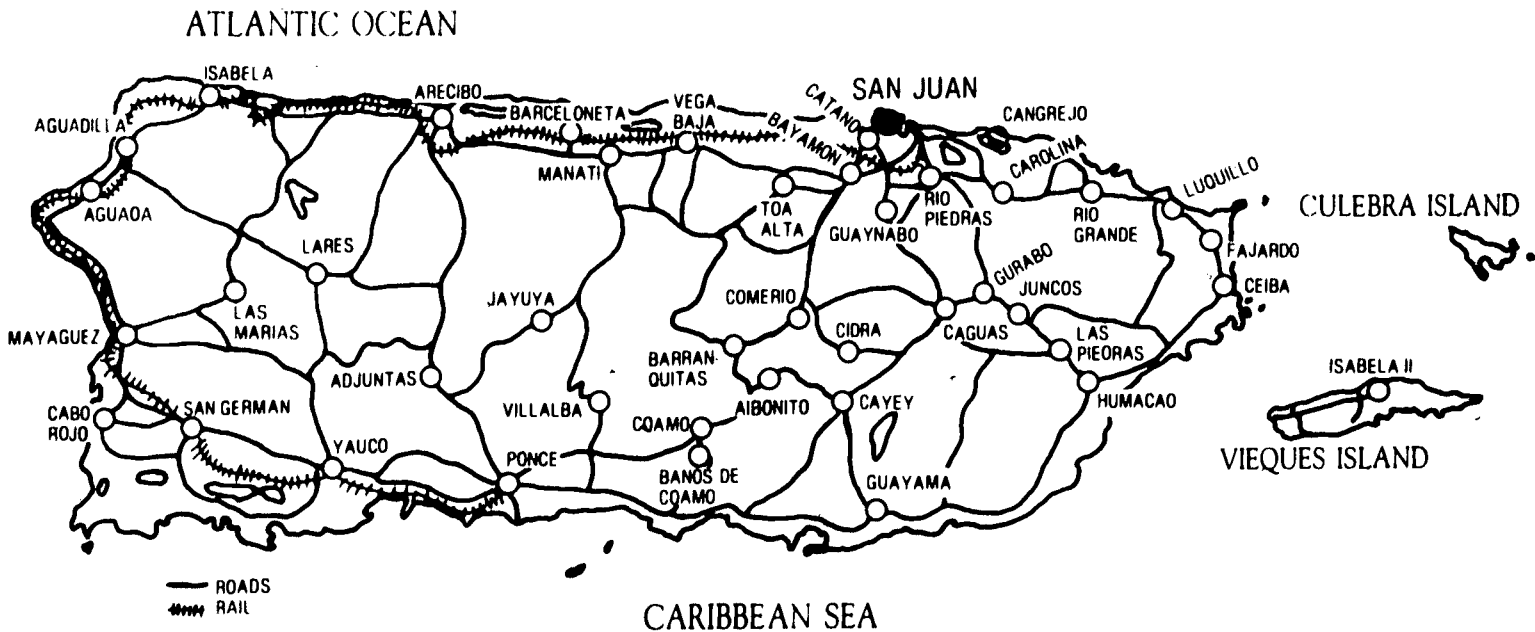 ATLANTIC OCEAN
ISABELA
ARECIBO
BARCELONETA
VEGA
BAJA
CATANO
SAN JUAN
BAYAMON
CANGREJO
CAROLINA
LUQUILLO
AGUADILLA
MANATI
AGUAOA
TOA
ALTA
GUAYNABO
RIO
PIEDRAS
RIO
GRANDE
CULEBRA ISLAND
FAJARDO
LARES
GURABO
JUNCOS
CEIBA
LAS
MARIAS
JAYUYA
COMERIO
CIDRA
CAGUAS
LAS
PIEORAS
MAYAGUEZ
ADJUNTAS
BARRAN-
QUITAS
ISABELA II
CABO
ROJO
SAN GERMAN
VILLALBA
COAMO
AIBONITO
CAYEY
HUMACAO
YAUCO
PONCE
BANOS DE
COAMO
GUAYAMA
VIEQUES ISLAND
ROADS
RAIL
CARIBBEAN SEA